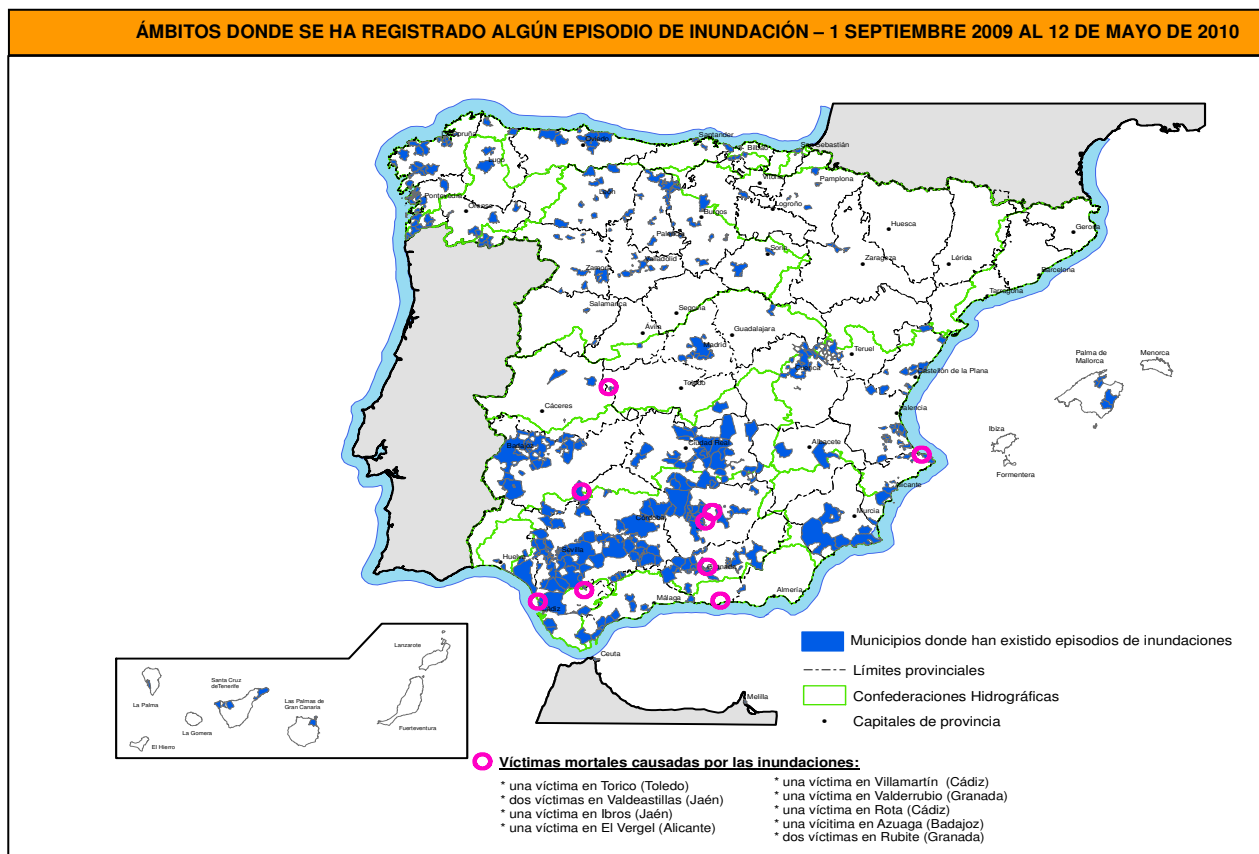 ÁMBITOS DONDE SE HA REGISTRADO ALGÚN EPISODIO DE INUNDACIÓN – 1 SEPTIEMBRE 2009 AL 12 DE MAYO DE 2010
Santander
Oviedo
Bilbao
San Sebastián
Lugo
Vitoria
Pamplona
León
Pontevedra
Orense
Logroño
Burgos
Huesca
Gerona
Palencia
Soria
Valladolid
Zaragoza
Lérida
Zamora
Barcelona
Tarragona
Salamanca
Segovia
Ávila
Guadalajara
Madrid
Teruel
Cuenca
Palma de
Mallorca
Menorca
Castellón de la Plana
Toledo
Cáceres
Valencia
Ibiza
Badajoz
Ciudad Real
Albacete
Formentera
Alicante
Murcia
Córdoba
Sevilla
Huelva
Granada
Almería
Málaga
Cádiz
Ceuta
Melilla
Municipios donde han existido episodios de inundaciones
Límites provinciales
Confederaciones Hidrográficas
Capitales de provincia
Lanzarote
Santa Cruz
deTenerife
La Palma
Las Palmas de
Gran Canaria
La Gomera
Fuerteventura
El Hierro
Víctimas mortales causadas por las inundaciones:
* una víctima en Torico (Toledo)
* dos víctimas en Valdeastillas (Jaén)
* una víctima en Ibros (Jaén)
* una víctima en El Vergel (Alicante)
* una víctima en Villamartín (Cádiz)
* una víctima en Valderrubio (Granada)
* una víctima en Rota (Cádiz)
* una vícitima en Azuaga (Badajoz)
* dos víctimas en Rubite (Granada)